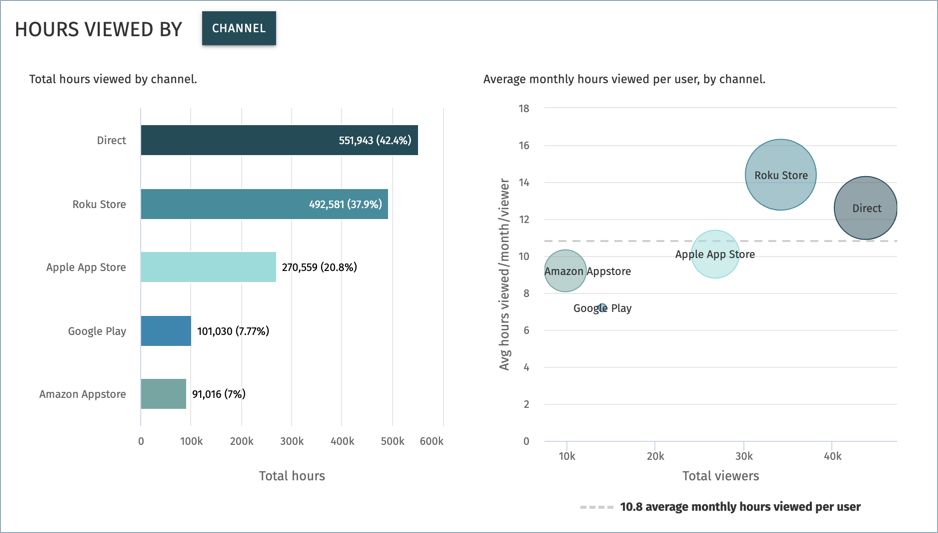 HOURS VIEWED BY CHANNEL
Total hours viewed by channel.
Direct 551,943 (42.4%)
Roku Store 492,581 (37.9%)
Apple App Store 270,559 (20.8%)
Google Play 101,030 (7.77%)
Amazon Appstore 91,016 (7%)
0 100k 200k 300k 400k 500k 600k
Total hours
Average monthly hours viewed per user, by channel.
Avg hours viewed/month/viewer
18
16
14
12
10
8
6
4
2
0
Roku Store
Direct
Apple App Store
Amazon Appstore
Google Play
10k 20k 30k 40k
Total viewers
10.8 average monthly hours viewed per user